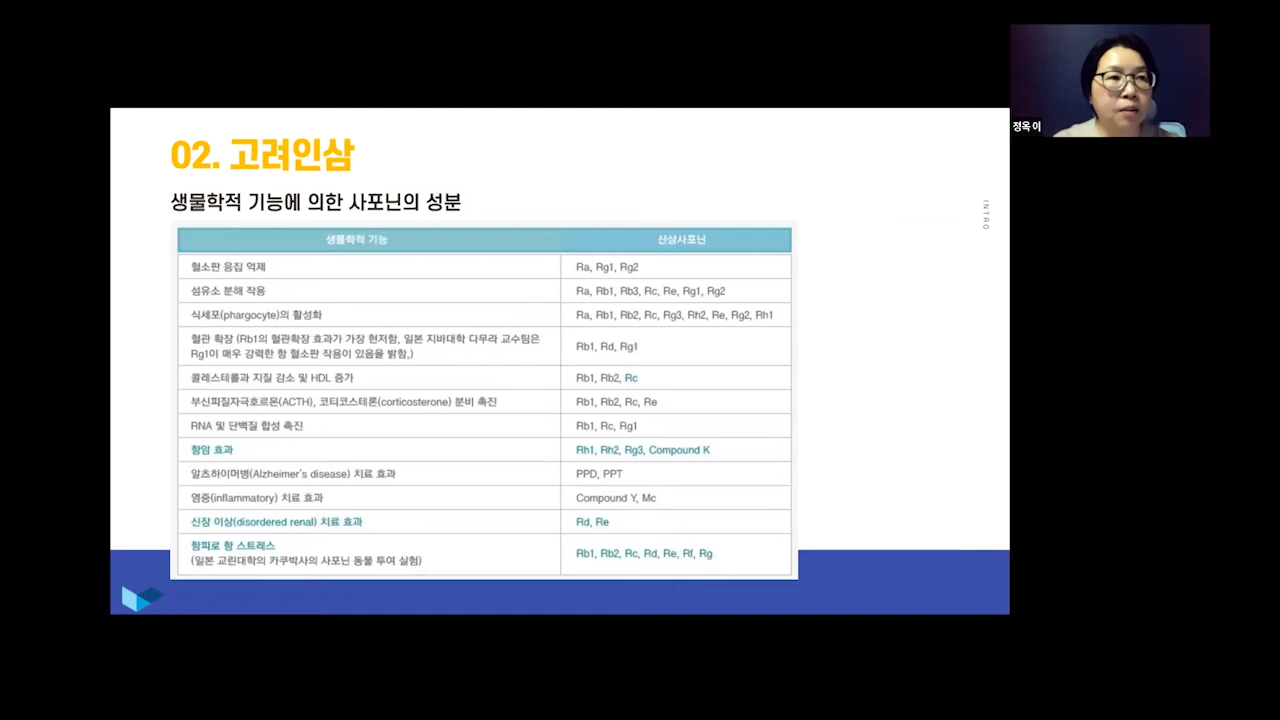 정옥 이
02. 고려인삼
생물학적 기능에 의한 사포닌의 성분
INTRO
생물학적 기능 산삼사포닌
혈소판 응집 억제 Ra, Rg1, Rg2
섬유소 분해 작용 Ra, Rb1, Rb3, Rc, Re, Rg1, Rg2
식세포(phargocyte)의 활성화 Ra, Rb1, Rb2, Rc, Rg3, Rh2, Re, Rg2, Rh1
혈관 확장 (Rb1의 혈관확장 효과가 가장 현저함, 일본 지바대학 다무라 교수팀은
Rg1이 매우 강력한 항 혈소판 작용이 있음을 밝힘,)
Rb1, Rd, Rg1
콜레스테롤과 지질 감소 및 HDL 증가 Rb1, Rb2, Rc
부신피질자극호르몬(ACTH), 코티코스테론(corticosterone) 분비 촉진 Rb1, Rb2, Rc, Re
RNA 및 단백질 합성 촉진 Rb1, Rc, Rg1
항암 효과 Rh1, Rh2, Rg3, Compound K
알츠하이머병(Alzheimer's disease) 치료 효과 PPD, PPT
염증(inflammatory) 치료 효과 Compound Y, Mc
신장 이상(disordered renal) 치료 효과 Rd, Re
항피로 항 스트레스
(일본 교린대학의 카쿠박사의 사포닌 동물 투여 실험)
Rb1, Rb2, Rc, Rd, Re, Rf, Rg